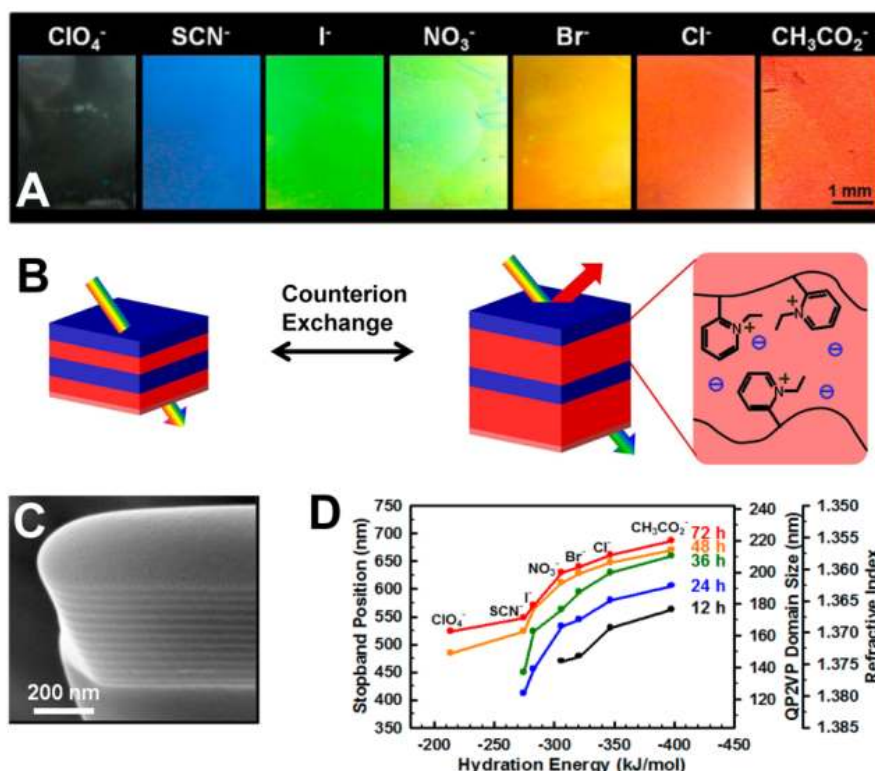 ClO₄⁻ SCN⁻ I⁻ NO₃⁻ Br⁻ Cl⁻ CH₃CO₂⁻
A
1 mm
B
Counterion
Exchange
N
+
N
+
N
+
⊖
⊖
⊖
⊖
C
200 nm
D
Stopband Position (nm)
750
700
650
600
550
500
450
400
350
ClO₄⁻
SCN⁻
I⁻
NO₃⁻
Br⁻
Cl⁻
CH₃CO₂⁻
72 h
48 h
36 h
24 h
12 h
240
220
200
180
160
140
120
QP2VP Domain Size (nm)
1.350
1.355
1.360
1.365
1.370
1.375
1.380
1.385
Refractive Index
-200 -250 -300 -350 -400 -450
Hydration Energy (kJ/mol)